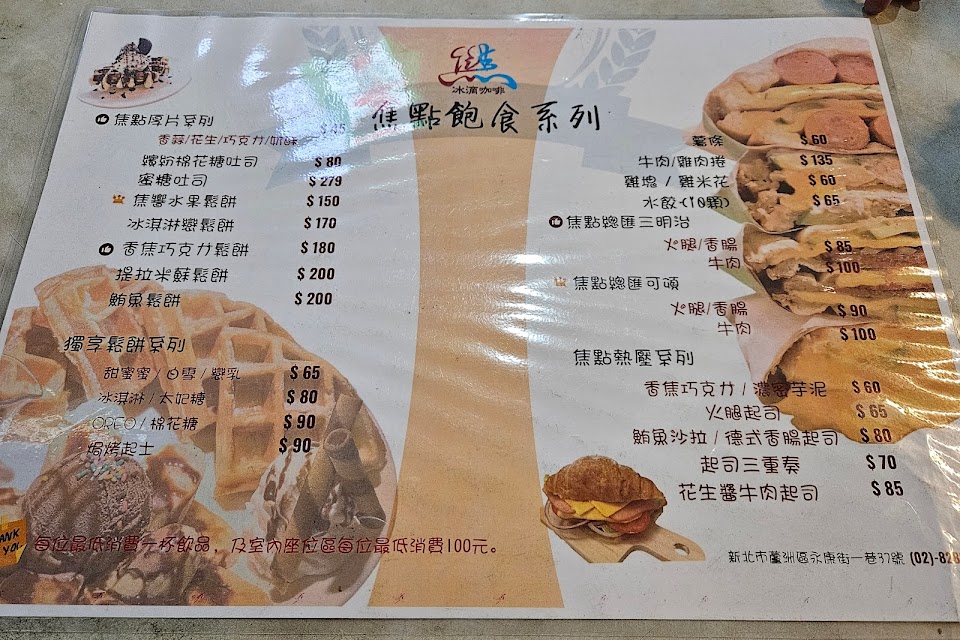 冰滴咖啡
焦點飽食系列
焦點厚片系列
香蒜/花生/巧克力/奶酥 $45
繽紛棉花糖吐司 $80
蜜糖吐司 $279
焦響水果鬆餅 $150
冰淇淋戀鬆餅 $170
香蕉巧克力鬆餅 $180
提拉米蘇鬆餅 $200
鮪魚鬆餅 $200
獨享鬆餅系列
甜蜜蜜 / 白雪 / 戀乳 $65
冰淇淋 / 太妃糖 $80
OREO / 棉花糖 $90
焗烤起士 $90
薯條 $60
牛肉/雞肉捲 $135
雞塊 / 雞米花 $60
水餃 (10顆) $65
焦點總匯三明治
火腿/香腸 $85
牛肉 $100
焦點總匯可頌
火腿/香腸 $90
牛肉 $100
焦點熱壓系列
香蕉巧克力 / 濃蜜芋泥 $60
火腿起司 $65
鮪魚沙拉 / 德式香腸起司 $80
起司三重奏 $70
花生醬牛肉起司 $85
每位最低消費一杯飲品，及室內座位區每位最低消費100元。
新北市蘆洲區永康街一巷37號 (02)-828